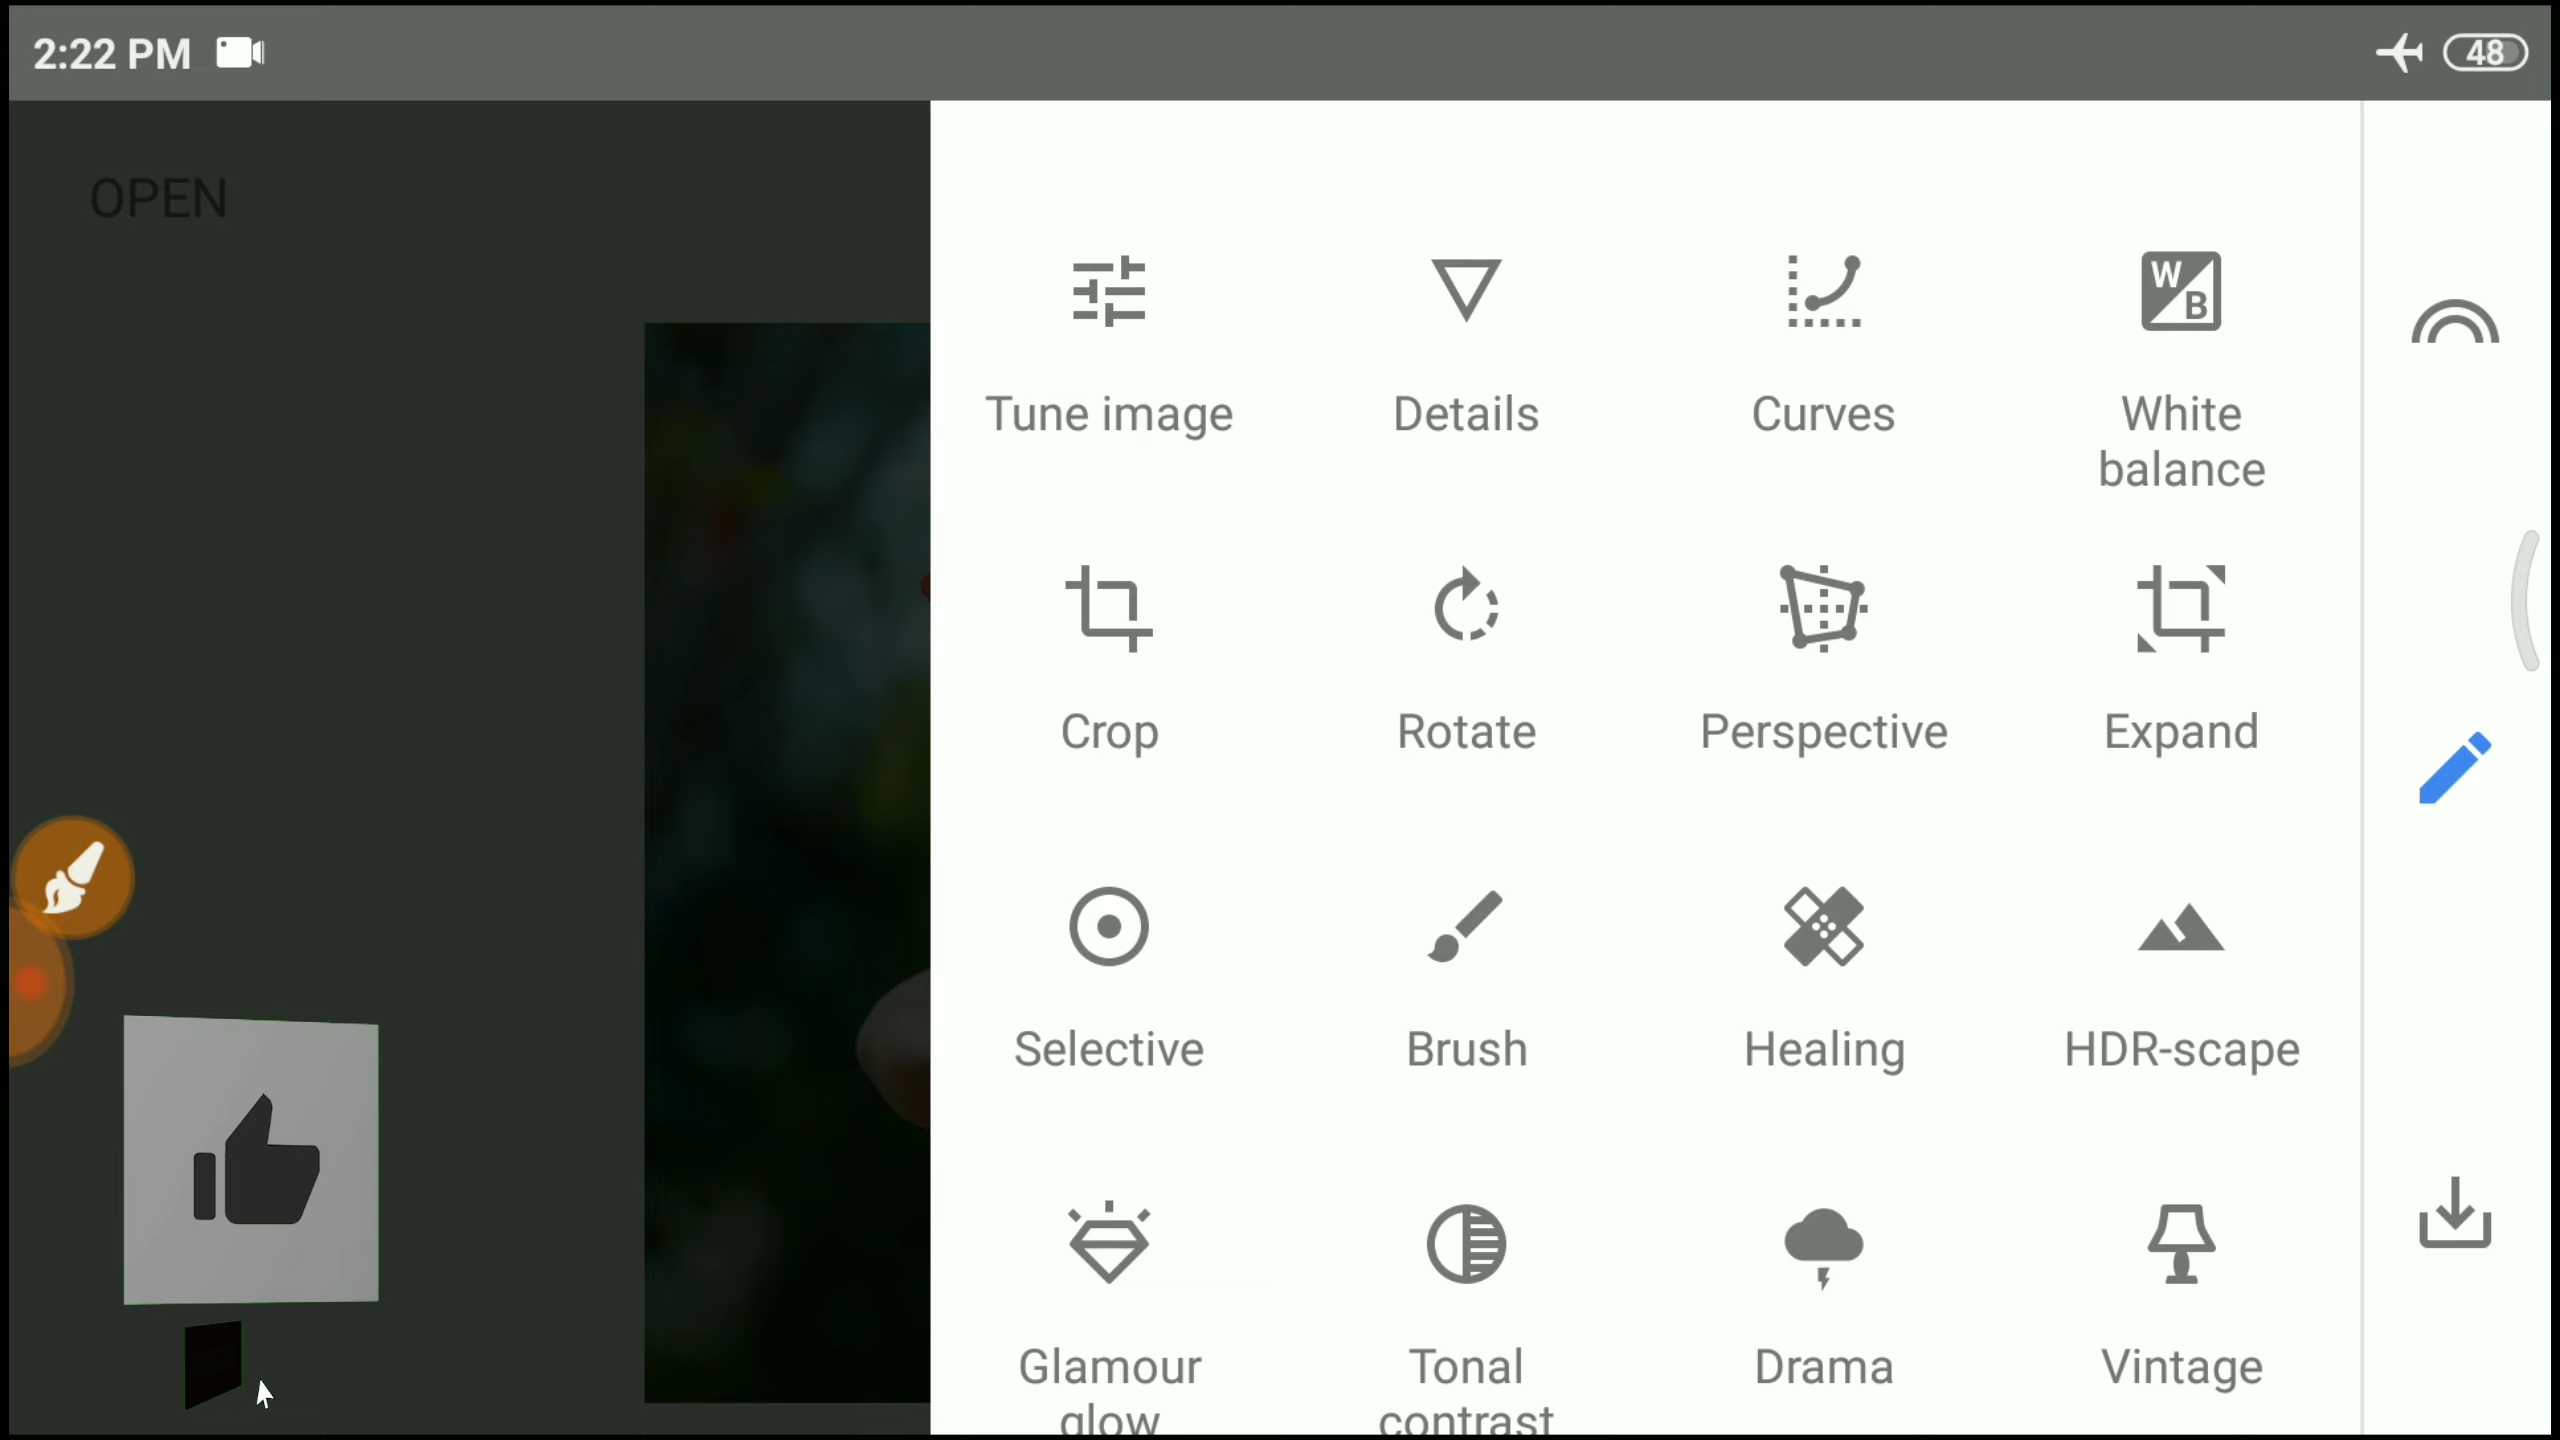 2:22 PM
48
OPEN
Tune image
Details
Curves
W
B
White
balance
Crop
Rotate
Perspective
Expand
Selective
Brush
Healing
HDR-scape
Glamour
glow
Tonal
contrast
Drama
Vintage